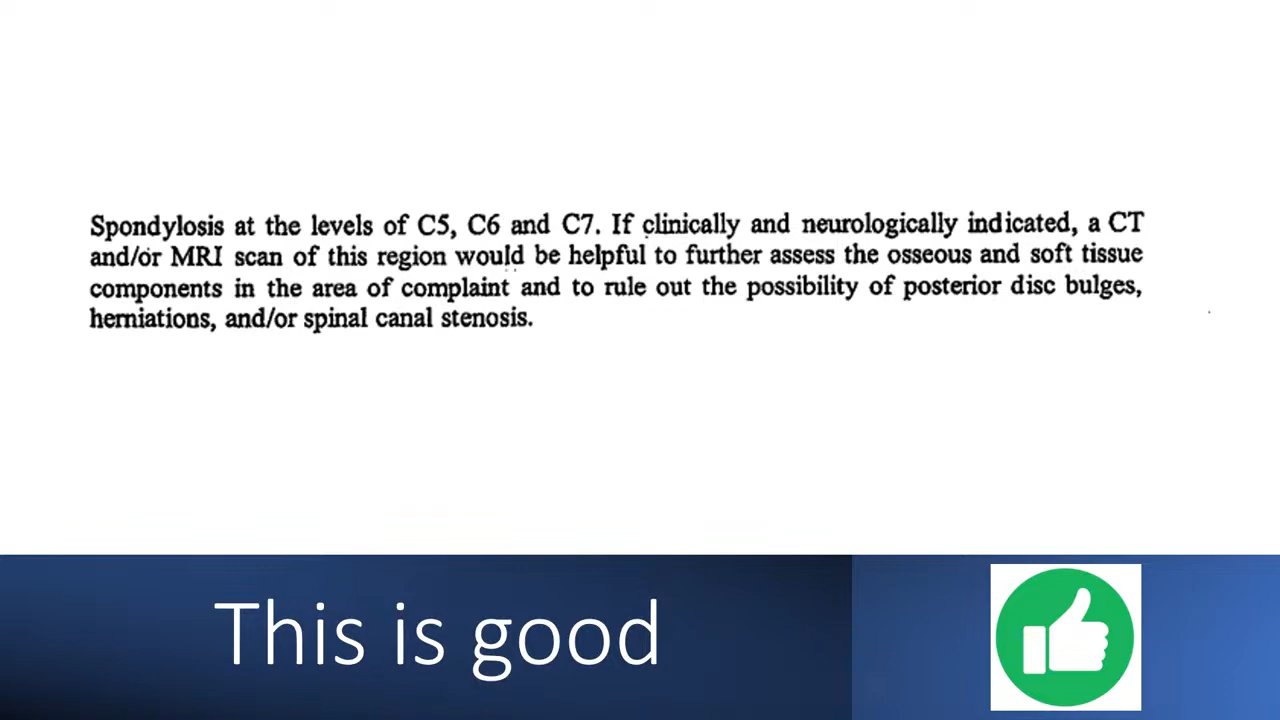 Spondylosis at the levels of C5, C6 and C7. If clinically and neurologically indicated, a CT
and/or MRI scan of this region would be helpful to further assess the osseous and soft tissue
components in the area of complaint and to rule out the possibility of posterior disc bulges,
herniations, and/or spinal canal stenosis.
This is good